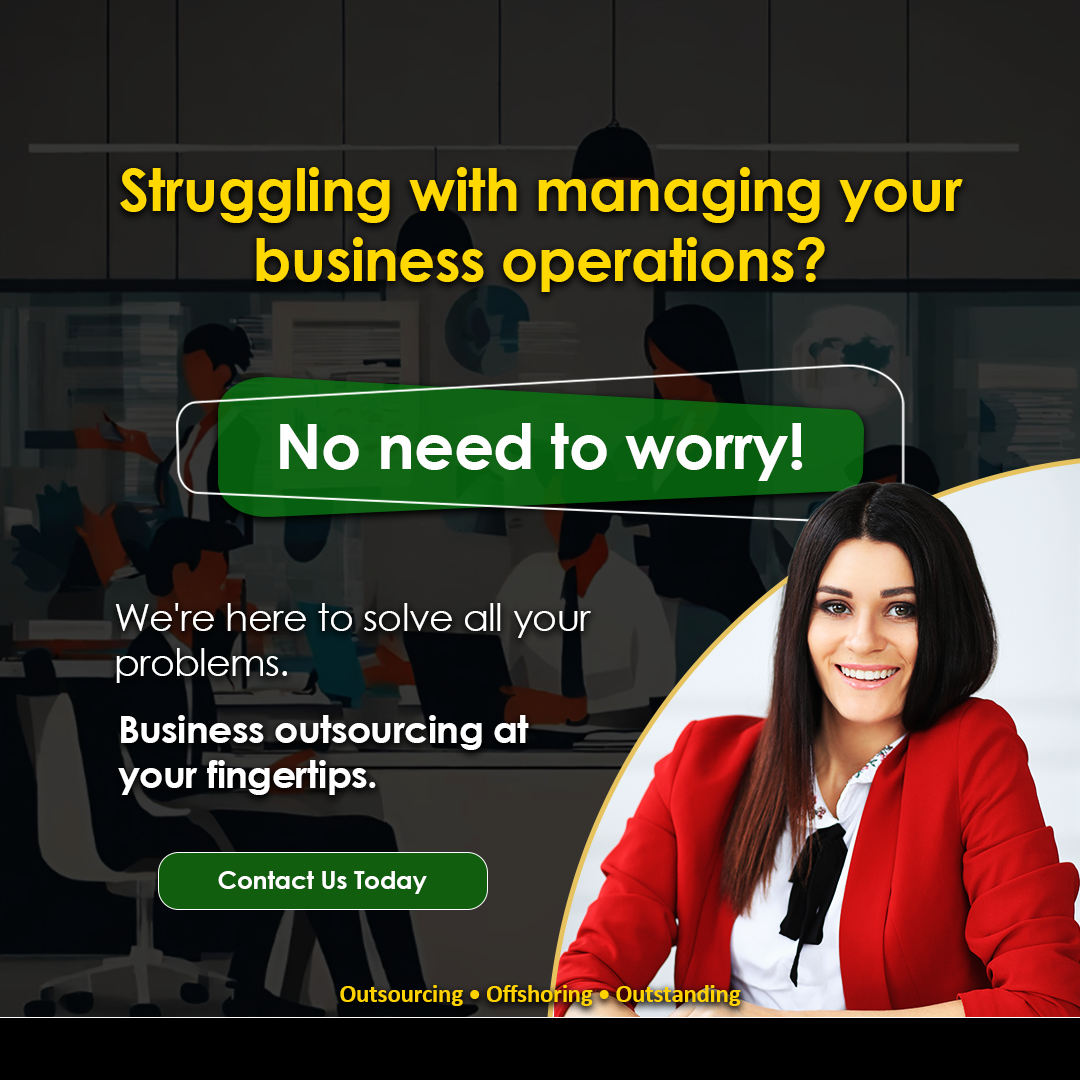 Struggling with managing your
business operations?
No need to worry!
We're here to solve all your
problems.
Business outsourcing at
your fingertips.
Contact Us Today
Outsourcing • Offshoring • Outstanding